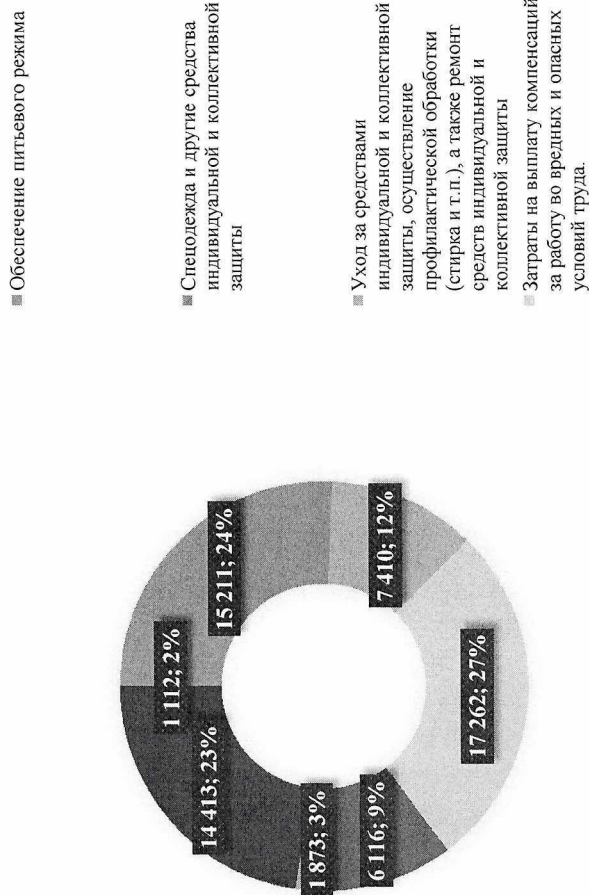 Обеспечение питьевого режима
Спецодежда и другие средства
индивидуальной и коллективной
защиты
Уход за средствами
индивидуальной и коллективной
защиты, осуществление
профилактической обработки
(стирка и т.п.), а также ремонт
средств индивидуальной и
коллективной защиты
Затраты на выплату компенсаций
за работу во вредных и опасных
условий труда.
1 112; 2%
15 211; 24%
7 410; 12%
17 262; 27%
6 116; 9%
1 873; 3%
14 413; 23%